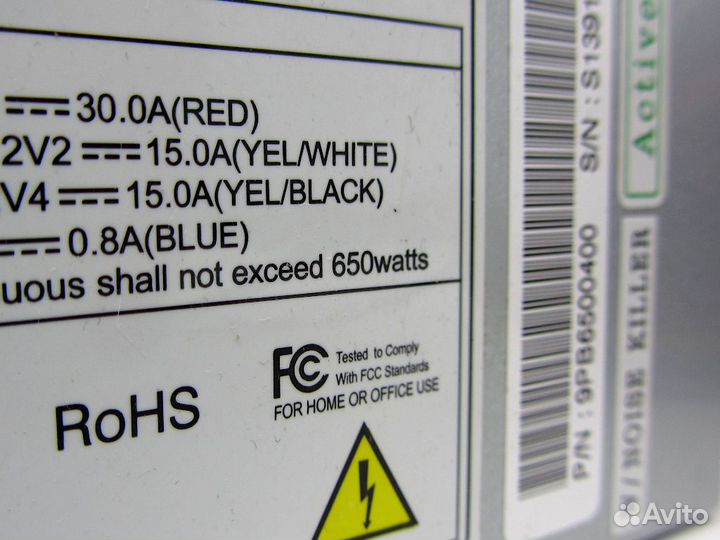 30.0A(RED)
2V2 15.0A(YEL/WHITE)
V4 15.0A(YEL/BLACK)
0.8A(BLUE)
uous shall not exceed 650watts
FC Tested to Comply
With FCC Standards
FOR HOME OR OFFICE USE
RoHS
P/N :9PB6500400 S/N :S1391
/ NOISE KILLER
Active
Avito